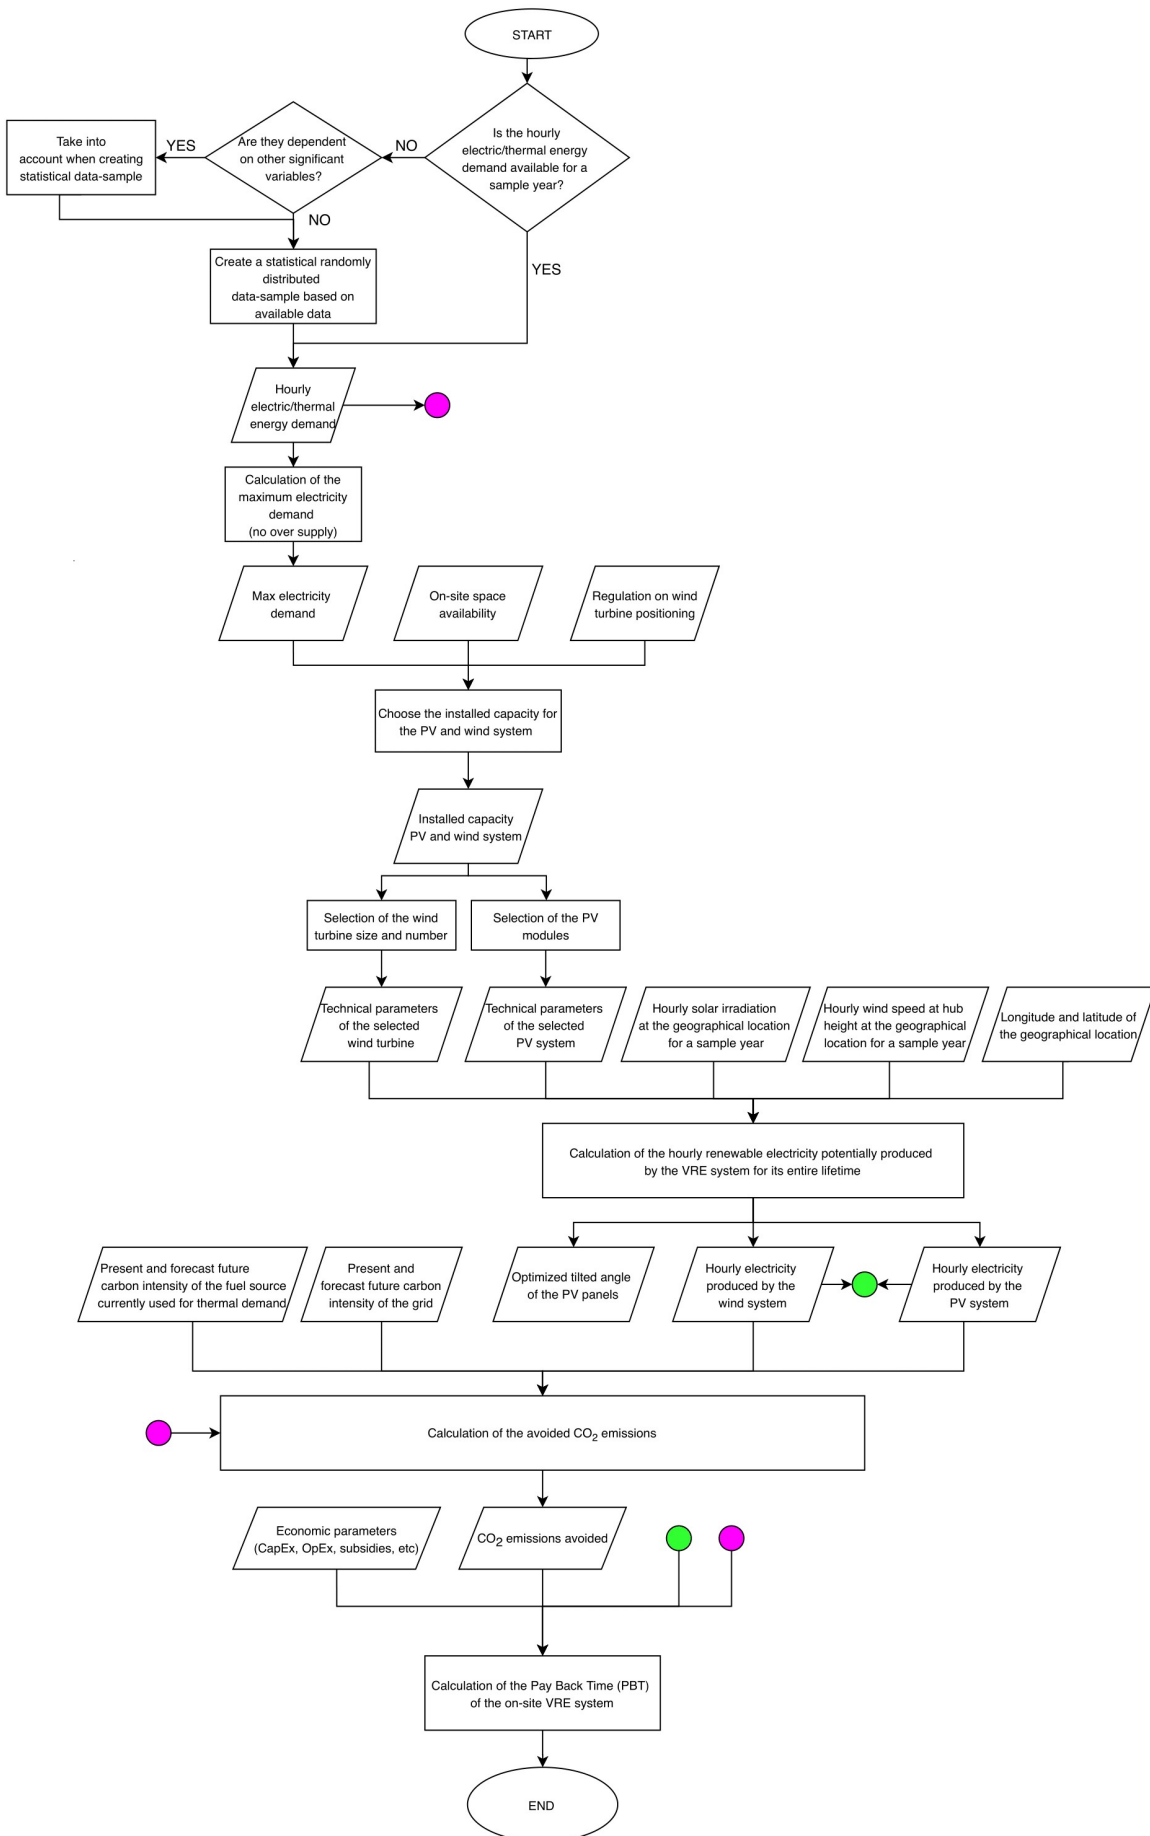 START
Is the hourly
electric/thermal energy
demand available for a
sample year?
NO
Are they dependent
on other significant
variables?
YES
Take into
account when creating
statistical data-sample
NO
YES
Create a statistical randomly
distributed
data-sample based on
available data
Hourly
electric/thermal
energy demand
Calculation of the
maximum electricity
demand
(no over supply)
Max electricity
demand
On-site space
availability
Regulation on wind
turbine positioning
Choose the installed capacity for
the PV and wind system
Installed capacity
PV and wind system
Selection of the wind
turbine size and number
Selection of the PV
modules
Technical parameters
of the selected
wind turbine
Technical parameters
of the selected
PV system
Hourly solar irradiation
at the geographical location
for a sample year
Hourly wind speed at hub
height at the geographical
location for a sample year
Longitude and latitude of
the geographical location
Calculation of the hourly renewable electricity potentially produced
by the VRE system for its entire lifetime
Present and forecast future
carbon intensity of the fuel source
currently used for thermal demand
Present and
forecast future carbon
intensity of the grid
Optimized tilted angle
of the PV panels
Hourly electricity
produced by the
wind system
Hourly electricity
produced by the
PV system
Calculation of the avoided CO₂ emissions
Economic parameters
(CapEx, OpEx, subsidies, etc)
CO₂ emissions avoided
Calculation of the Pay Back Time (PBT)
of the on-site VRE system
END